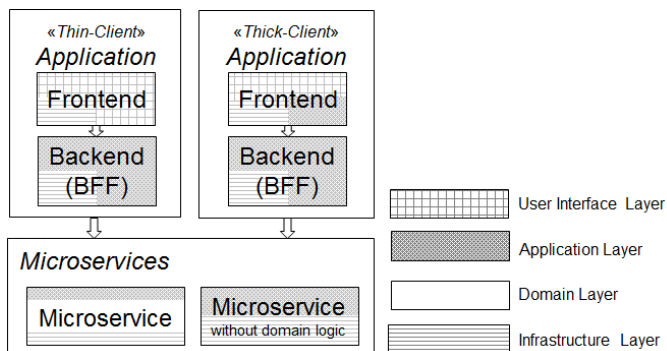 «Thin-Client»
Application
Frontend
Backend
(BFF)
«Thick-Client»
Application
Frontend
Backend
(BFF)
Microservices
Microservice
Microservice
without domain logic
User Interface Layer
Application Layer
Domain Layer
Infrastructure Layer